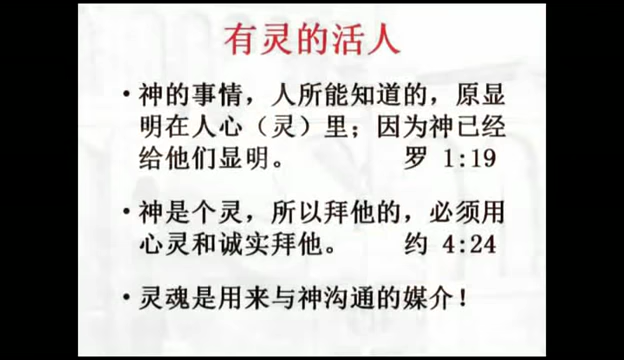 有灵的活人
•神的事情，人所能知道的，原显
明在人心（灵）里；因为神已经
给他们显明。 罗 1:19
•神是个灵，所以拜他的，必须用
心灵和诚实拜他。 约 4:24
•灵魂是用来与神沟通的媒介！